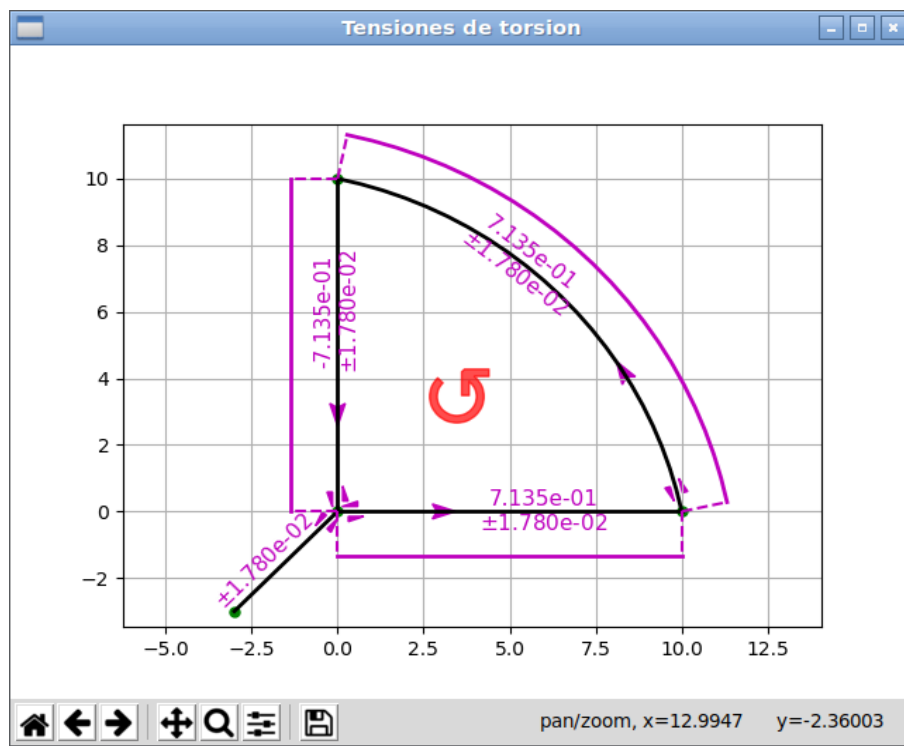 Tensiones de torsion
10
8
6
4
2
0
−2
−5.0 −2.5 0.0 2.5 5.0 7.5 10.0 12.5
7.135e-01
±1.780e-02
-7.135e-01
±1.780e-02
7.135e-01
±1.780e-02
±1.780e-02
pan/zoom, x=12.9947 y=-2.36003